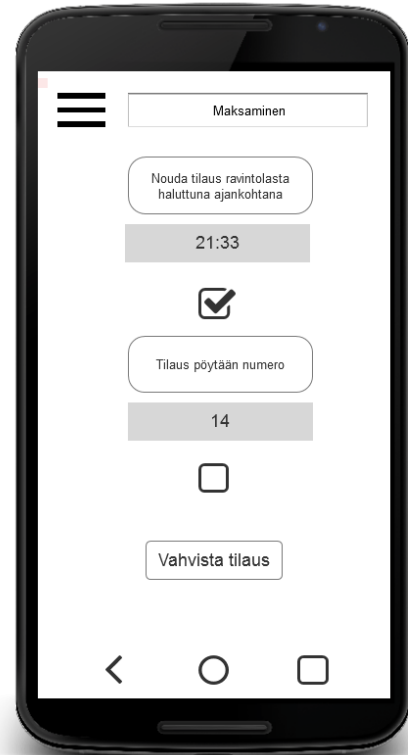 Maksaminen
Nouda tilaus ravintolasta
haluttuna ajankohtana
21:33
Tilaus pöytään numero
14
Vahvista tilaus